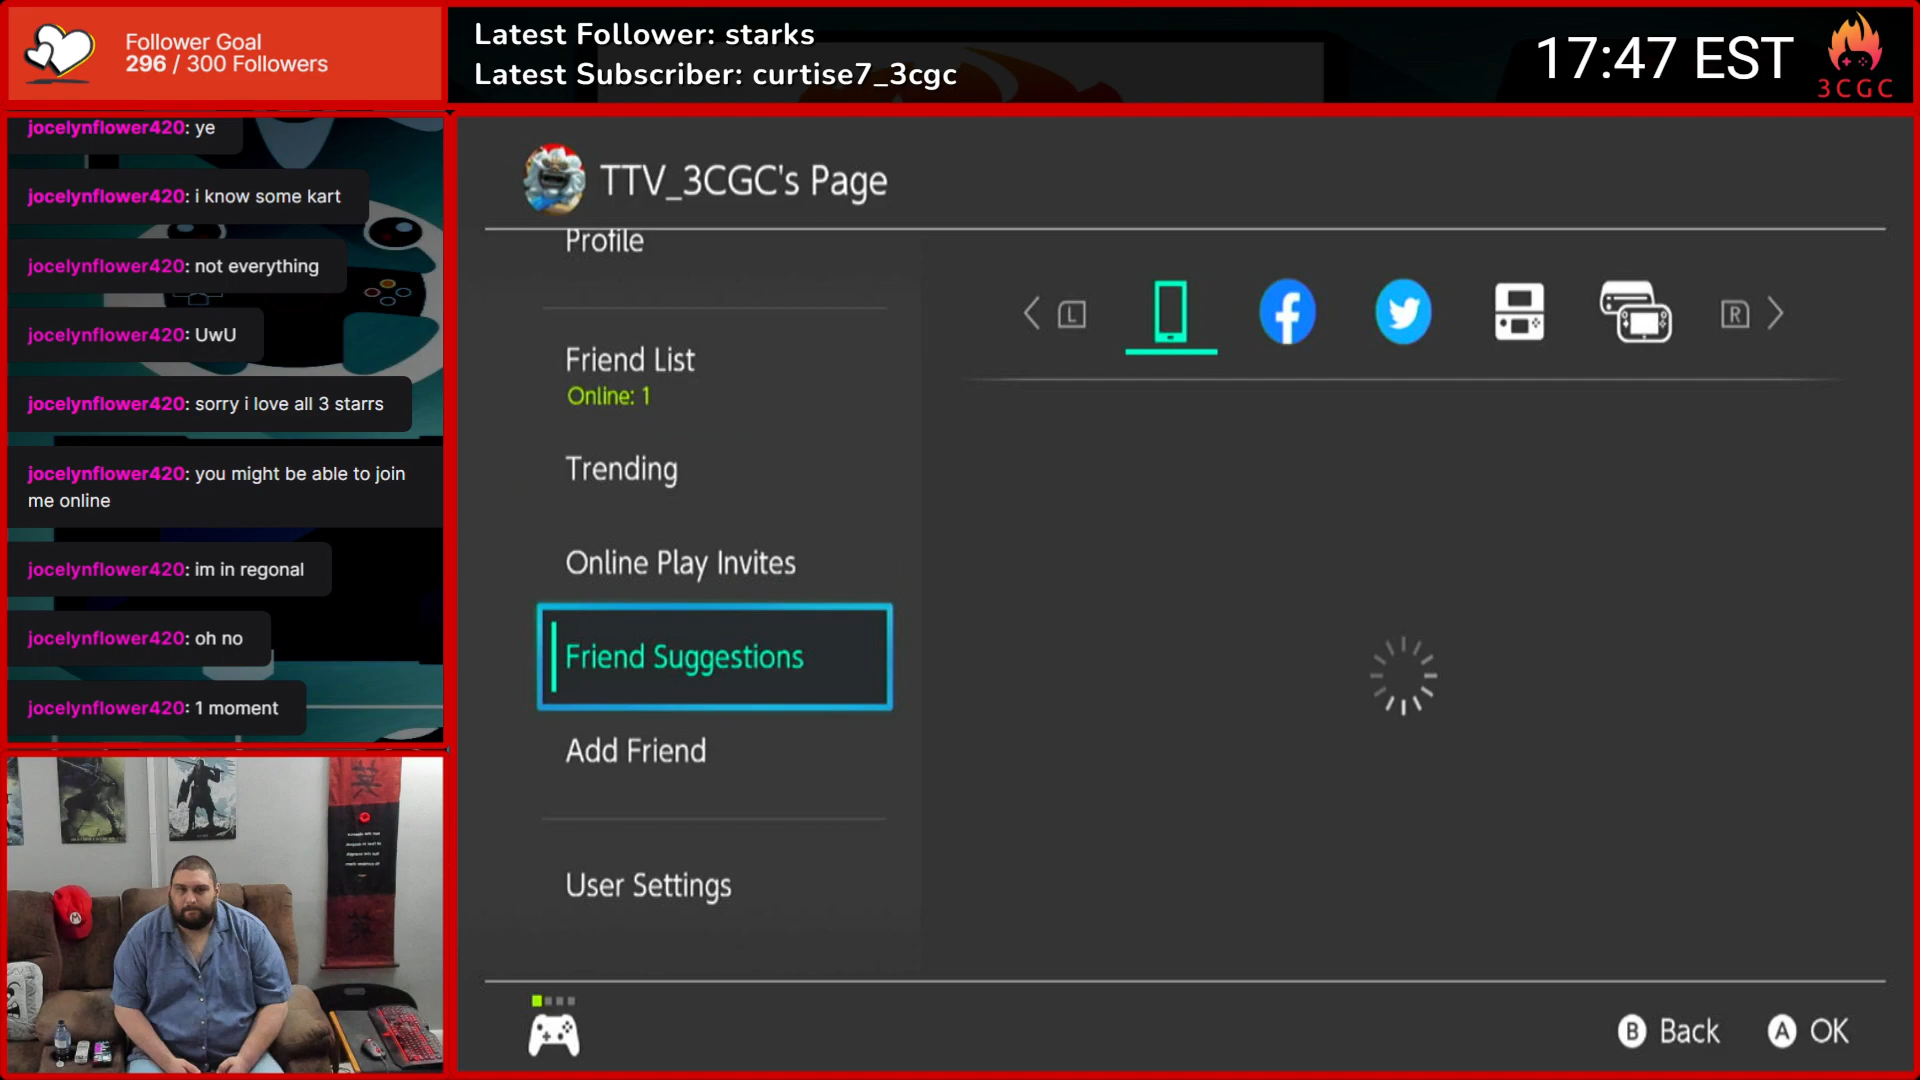 Follower Goal
296 / 300 Followers
Latest Follower: starks
Latest Subscriber: curtise7_3cgc
17:47 EST
3CGC
jocelynflower420: ye
jocelynflower420: i know some kart
jocelynflower420: not everything
jocelynflower420: UwU
jocelynflower420: sorry i love all 3 starrs
jocelynflower420: you might be able to join
me online
jocelynflower420: im in regonal
jocelynflower420: oh no
jocelynflower420: 1 moment
TTV_3CGC's Page
Profile
Friend List
Online: 1
Trending
Online Play Invites
Friend Suggestions
Add Friend
User Settings
L
R
B Back
A OK
M